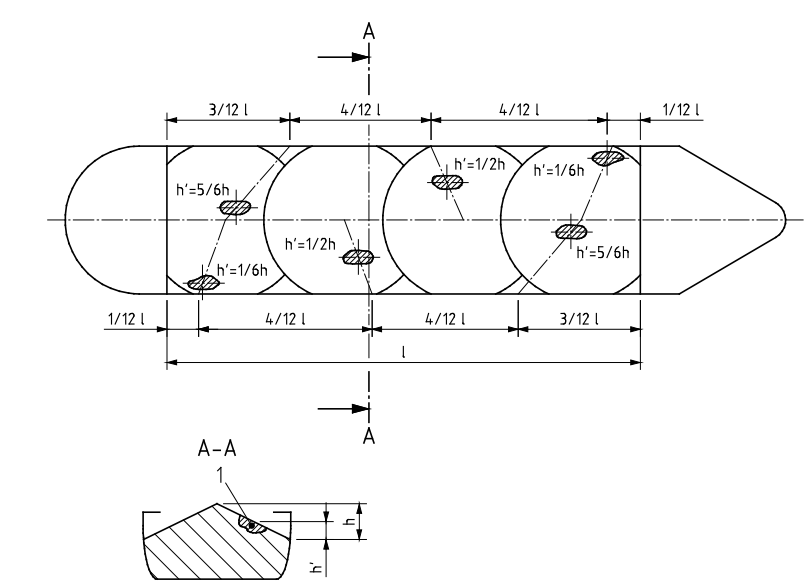 A
3/12 l
4/12 l
4/12 l
1/12 l
h'=1/2h
h'=1/6h
h'=5/6h
h'=1/2h
h'=5/6h
h'=1/6h
1/12 l
4/12 l
4/12 l
3/12 l
l
A
A-A
1
h
h'